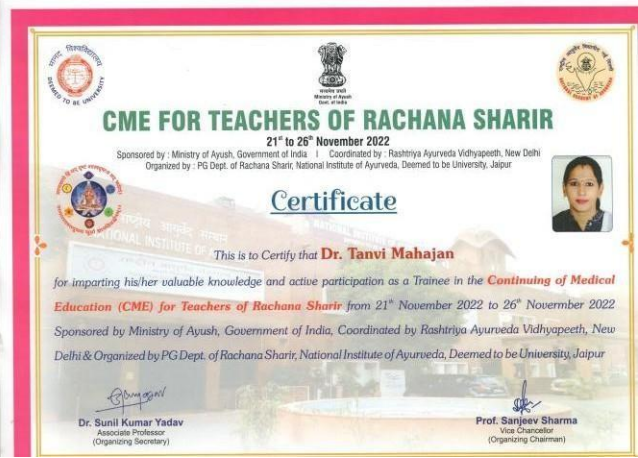 CME FOR TEACHERS OF RACHANA SHARIR
21st to 26th November 2022
Sponsored by : Ministry of Ayush, Government of India | Coordinated by : Rashtriya Ayurveda Vidhyapeeth, New Delhi
Organized by : PG Dept. of Rachana Sharir, National Institute of Ayurveda, Deemed to be University, Jaipur
DEEMED TO BE UNIVERSITY
Ministry of Ayush
Govt. of India
Certificate
NATIONAL INSTITUTE OF
This is to Certify that Dr. Tanvi Mahajan
for imparting his/her valuable knowledge and active participation as a Trainee in the Continuing of Medical
Education (CME) for Teachers of Rachana Sharir from 21st November 2022 to 26th Novermber 2022
Sponsored by Ministry of Ayush, Government of India, Coordinated by Rashtriya Ayurveda Vidhyapeeth, New
Delhi & Organized by PG Dept. of Rachana Sharir, National Institute of Ayurveda, Deemed to be University, Jaipur
Dr. Sunil Kumar Yadav
Associate Professor
(Organizing Secretary)
Prof. Sanjeev Sharma
Vice Chancellor
(Organizing Chairman)